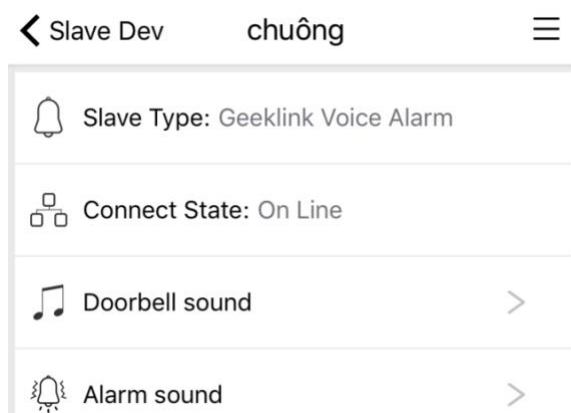 Slave Dev chuông
Slave Type: Geeklink Voice Alarm
Connect State: On Line
Doorbell sound
Alarm sound